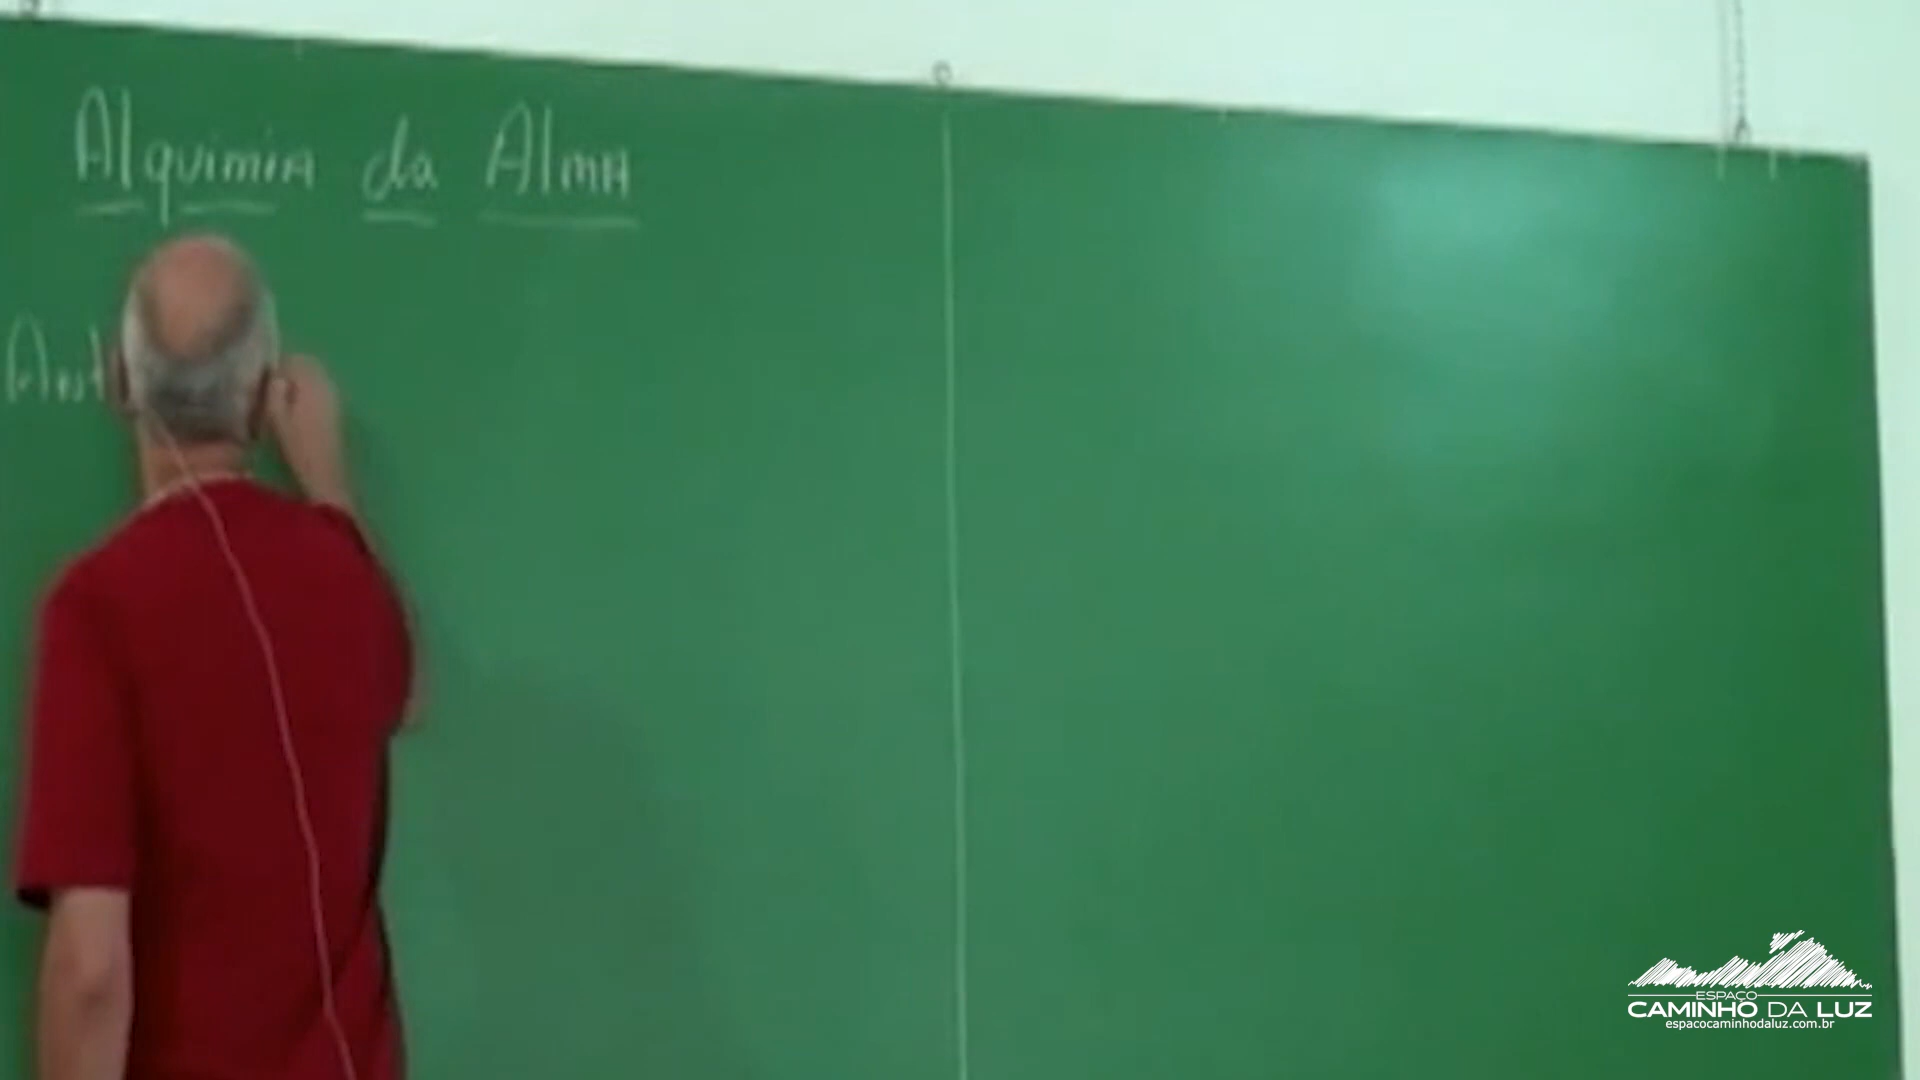 Alquimia da Alma
ESPAÇO
CAMINHO DA LUZ
espacocaminhodaluz.com.br